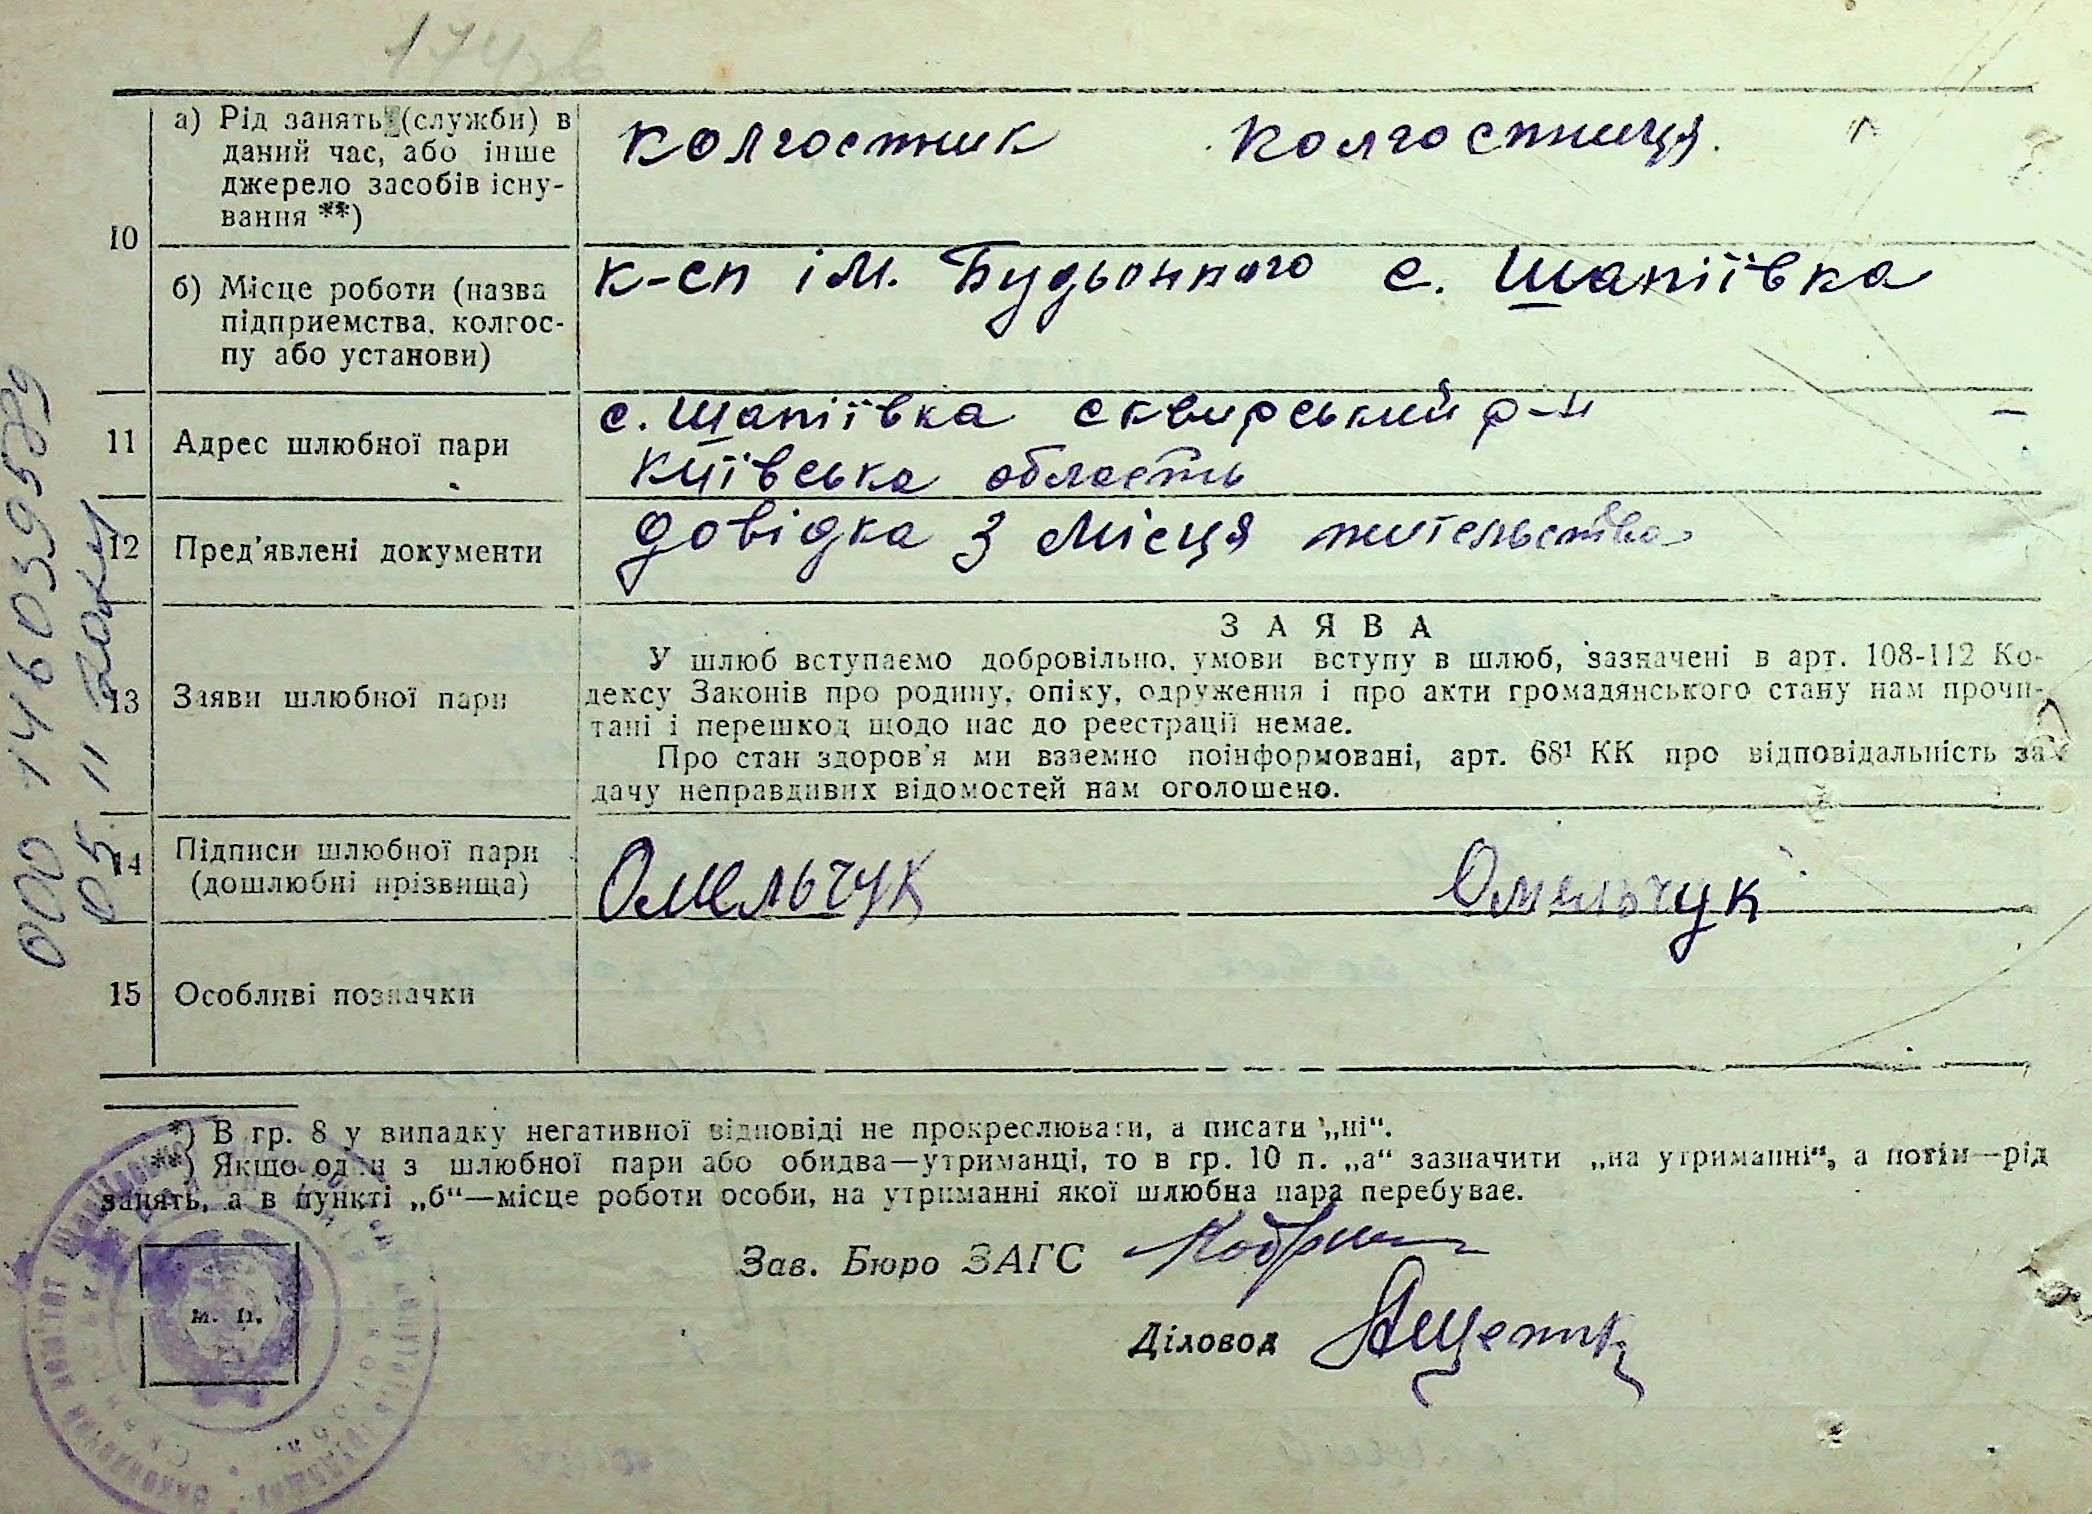 174зв
10
а) Рід занять (служби) в
даний час, або інше
джерело засобів існу-
вання **)
колгоспник колгоспниця.
б) Місце роботи (назва
підприемства, колгос-
пу або установи)
к-сп ім. Будьонного с. Шапіївка
11 Адрес шлюбної пари
с. Шапіївка сквирський р-н
Київська область
12 Пред'явлені документи
довідка з місця жительства
13 Заяви шлюбної пари
ЗАЯВА
У шлюб вступаємо добровільно, умови вступу в шлюб, зазначені в арт. 108-112 Ко-
дексу Законів про родину, опіку, одруження і про акти громадянського стану нам прочи-
тані і перешкод щодо нас до реестрації немає.
Про стан здоров'я ми взаємно поінформовані, арт. 68¹ КК про відповідальність за
дачу неправдивих відомостей нам оголошено.
14 Підписи шлюбної пари
(дошлюбні прізвища)
Омельчук Омельчук
15 Особливі позначки
*) В гр. 8 у випадку негативної відповіді не прокреслювати, а писати „ні“.
**) Якщо один з шлюбної пари або обидва—утриманці, то в гр. 10 п. „а“ зазначити „на утриманні“, а потім—рід
занять, а в пункті „б“—місце роботи особи, на утриманні якої шлюбна пара перебуває.
Зав. Бюро ЗАГС
Діловод Ященко
м. п.
000 14603959
05. 11